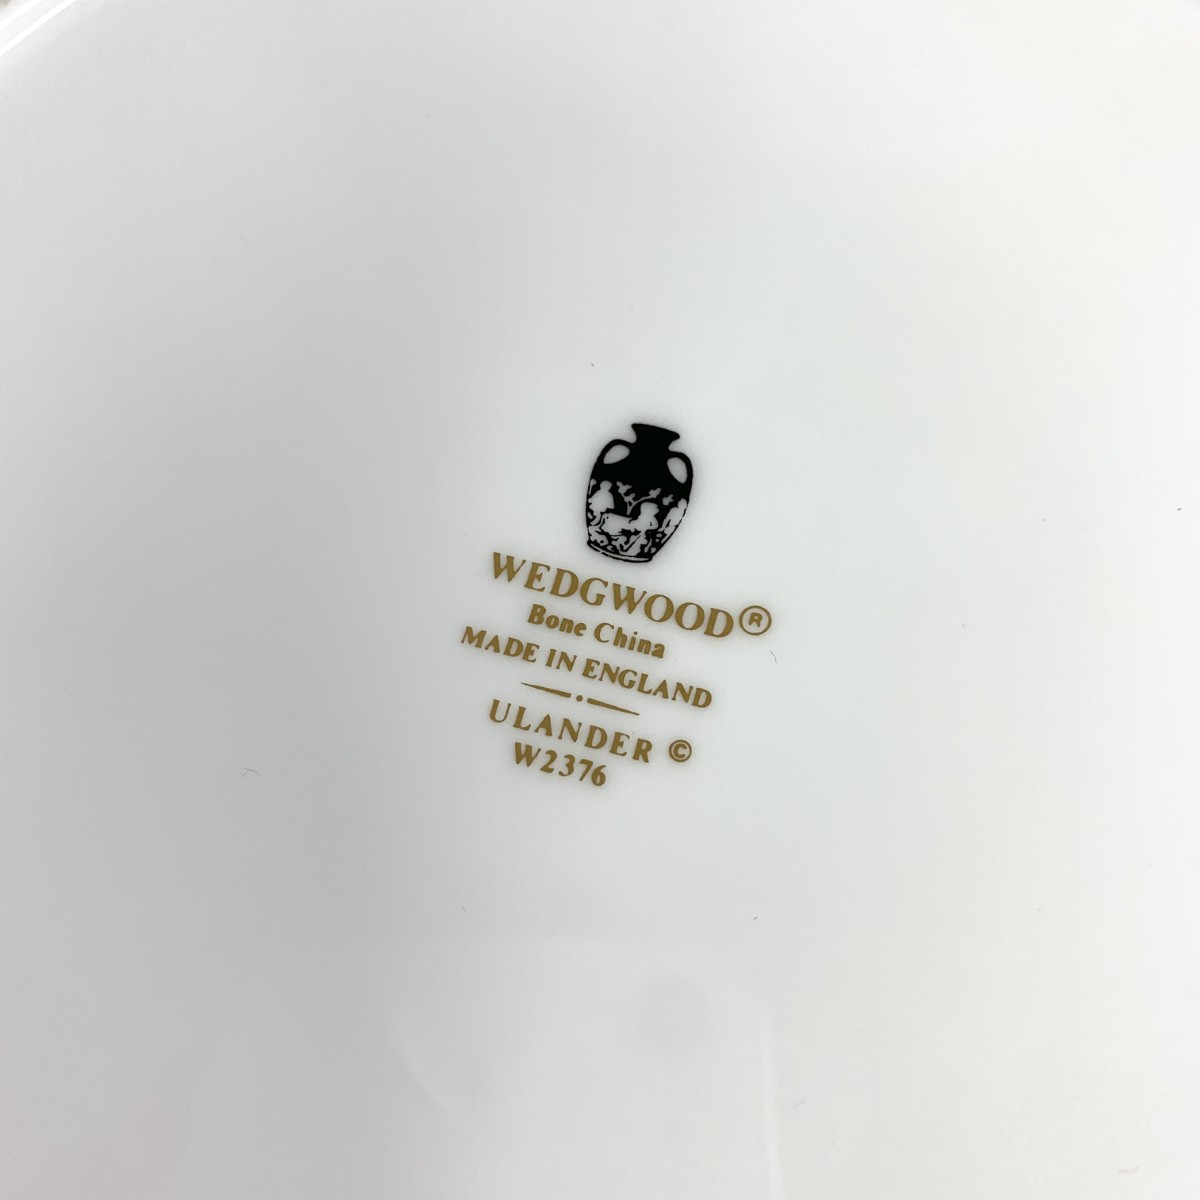 WEDGWOOD®
Bone China
MADE IN ENGLAND
ULANDER ©
W2376